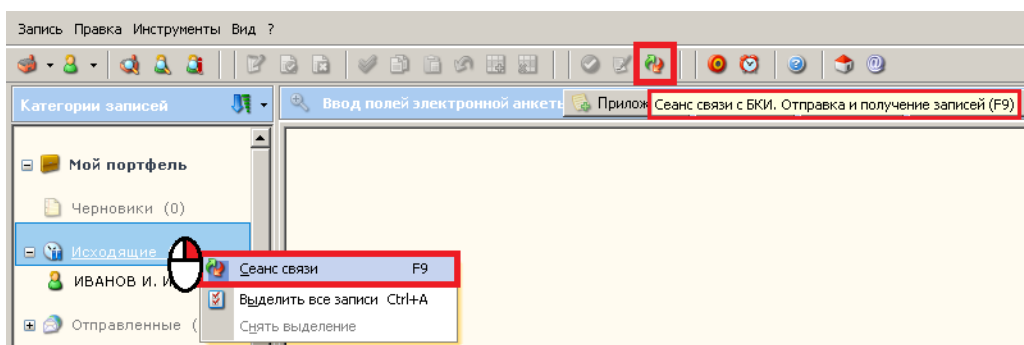 Запись Правка Инструменты Вид ?
Категории записей
Ввод полей электронной анкеты
Прилож
Сеанс связи с БКИ. Отправка и получение записей (F9)
Мой портфель
Черновики (0)
Исходящие
Сеанс связи F9
ИВАНОВ И. И
Выделить все записи Ctrl+A
Отправленные (
Снять выделение